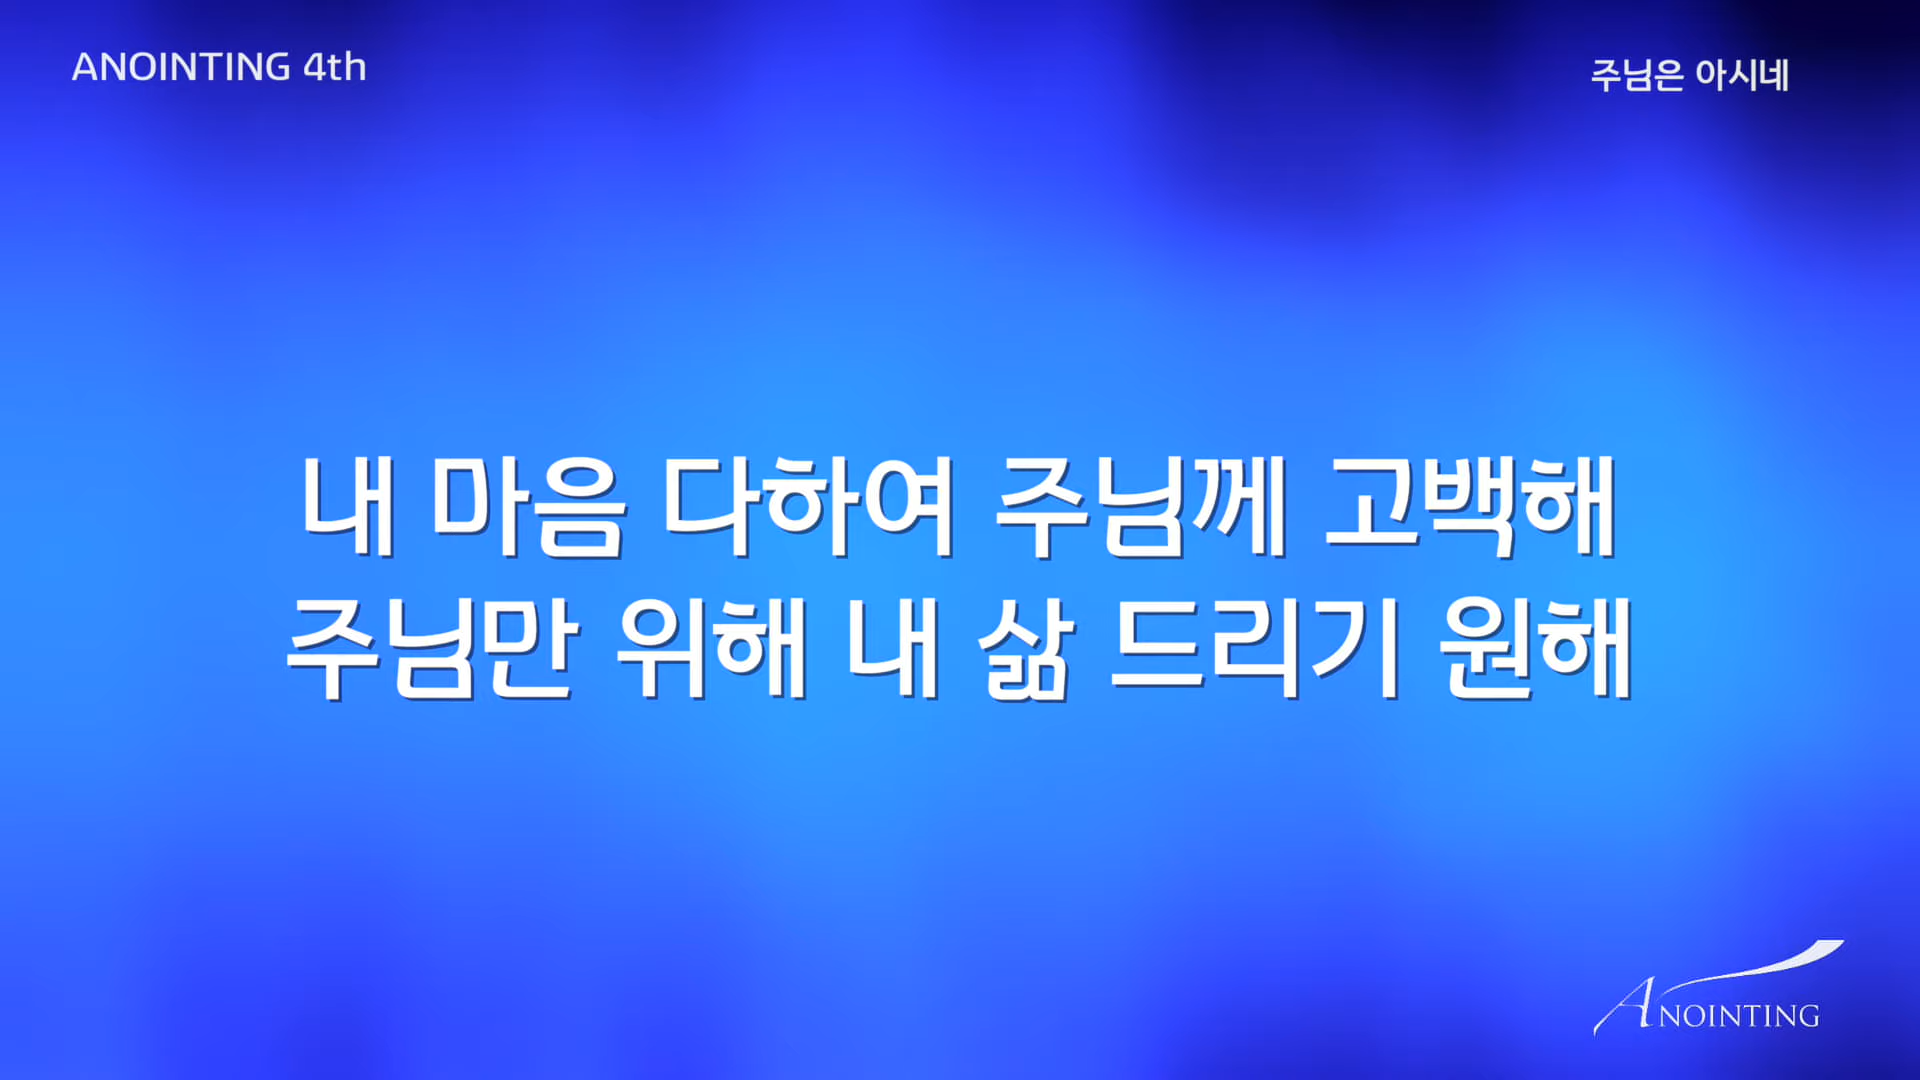 ANOINTING 4th
주님은 아시네
내 마음 다하여 주님께 고백해
주님만 위해 내 삶 드리기 원해
ANOINTING